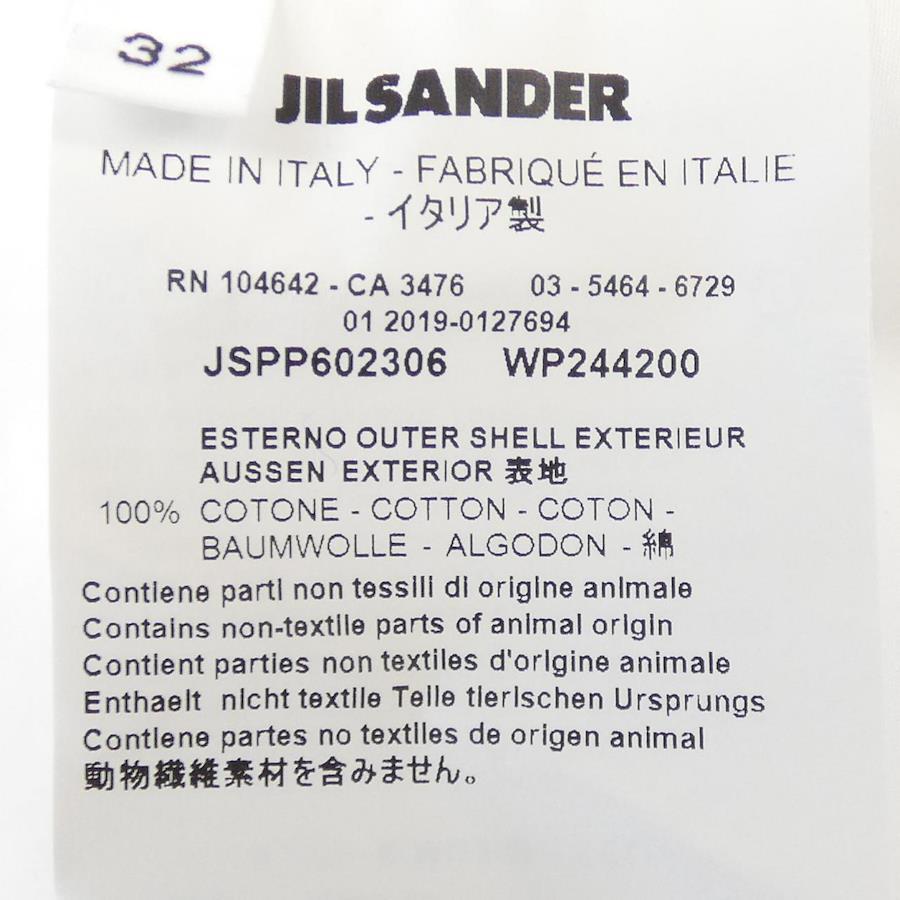 32
JIL SANDER
MADE IN ITALY - FABRIQUÉ EN ITALIE
- イタリア製
RN 104642 - CA 3476 03 - 5464 - 6729
01 2019-0127694
JSPP602306 WP244200
ESTERNO OUTER SHELL EXTERIEUR
AUSSEN EXTERIOR 表地
100% COTONE - COTTON - COTON -
BAUMWOLLE - ALGODON - 綿
Contiene parti non tessili di origine animale
Contains non-textile parts of animal origin
Contient parties non textiles d'origine animale
Enthaelt nicht textile Teile tierischen Ursprungs
Contiene partes no textiles de origen animal
動物繊維素材を含みません。